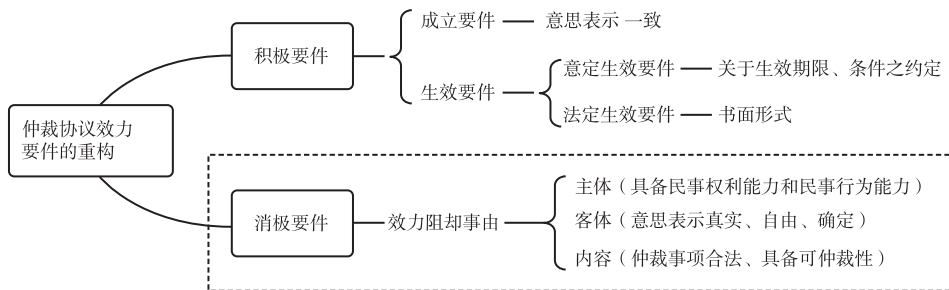 仲裁协议效力
要件的重构
积极要件
成立要件
意思表示 一致
生效要件
意定生效要件
关于生效期限、条件之约定
法定生效要件
书面形式
消极要件
效力阻却事由
主体（具备民事权利能力和民事行为能力）
客体（意思表示真实、自由、确定）
内容（仲裁事项合法、具备可仲裁性）